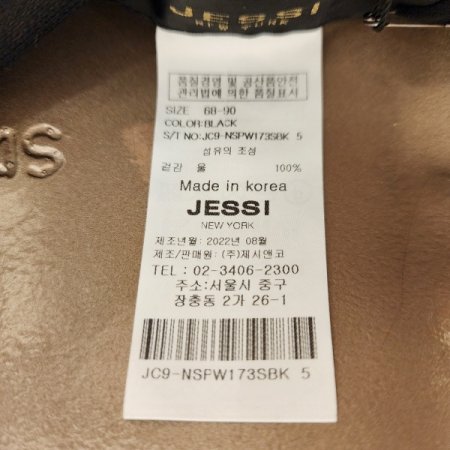 JESSI
NEW YORK
품질경영 및 공산품안전
관리법에 의한 품질표시
SIZE 68-90
COLOR:BLACK
S/T NO:JC9-NSPW173SBK 5
섬유의 조성
겉감 울 100%
Made in korea
JESSI
NEW YORK
제조년월: 2022년 08월
제조/판매원: (주)제시앤코
TEL : 02-3406-2300
주소:서울시 중구
장충동 2가 26-1
JC9-NSPW173SBK 5